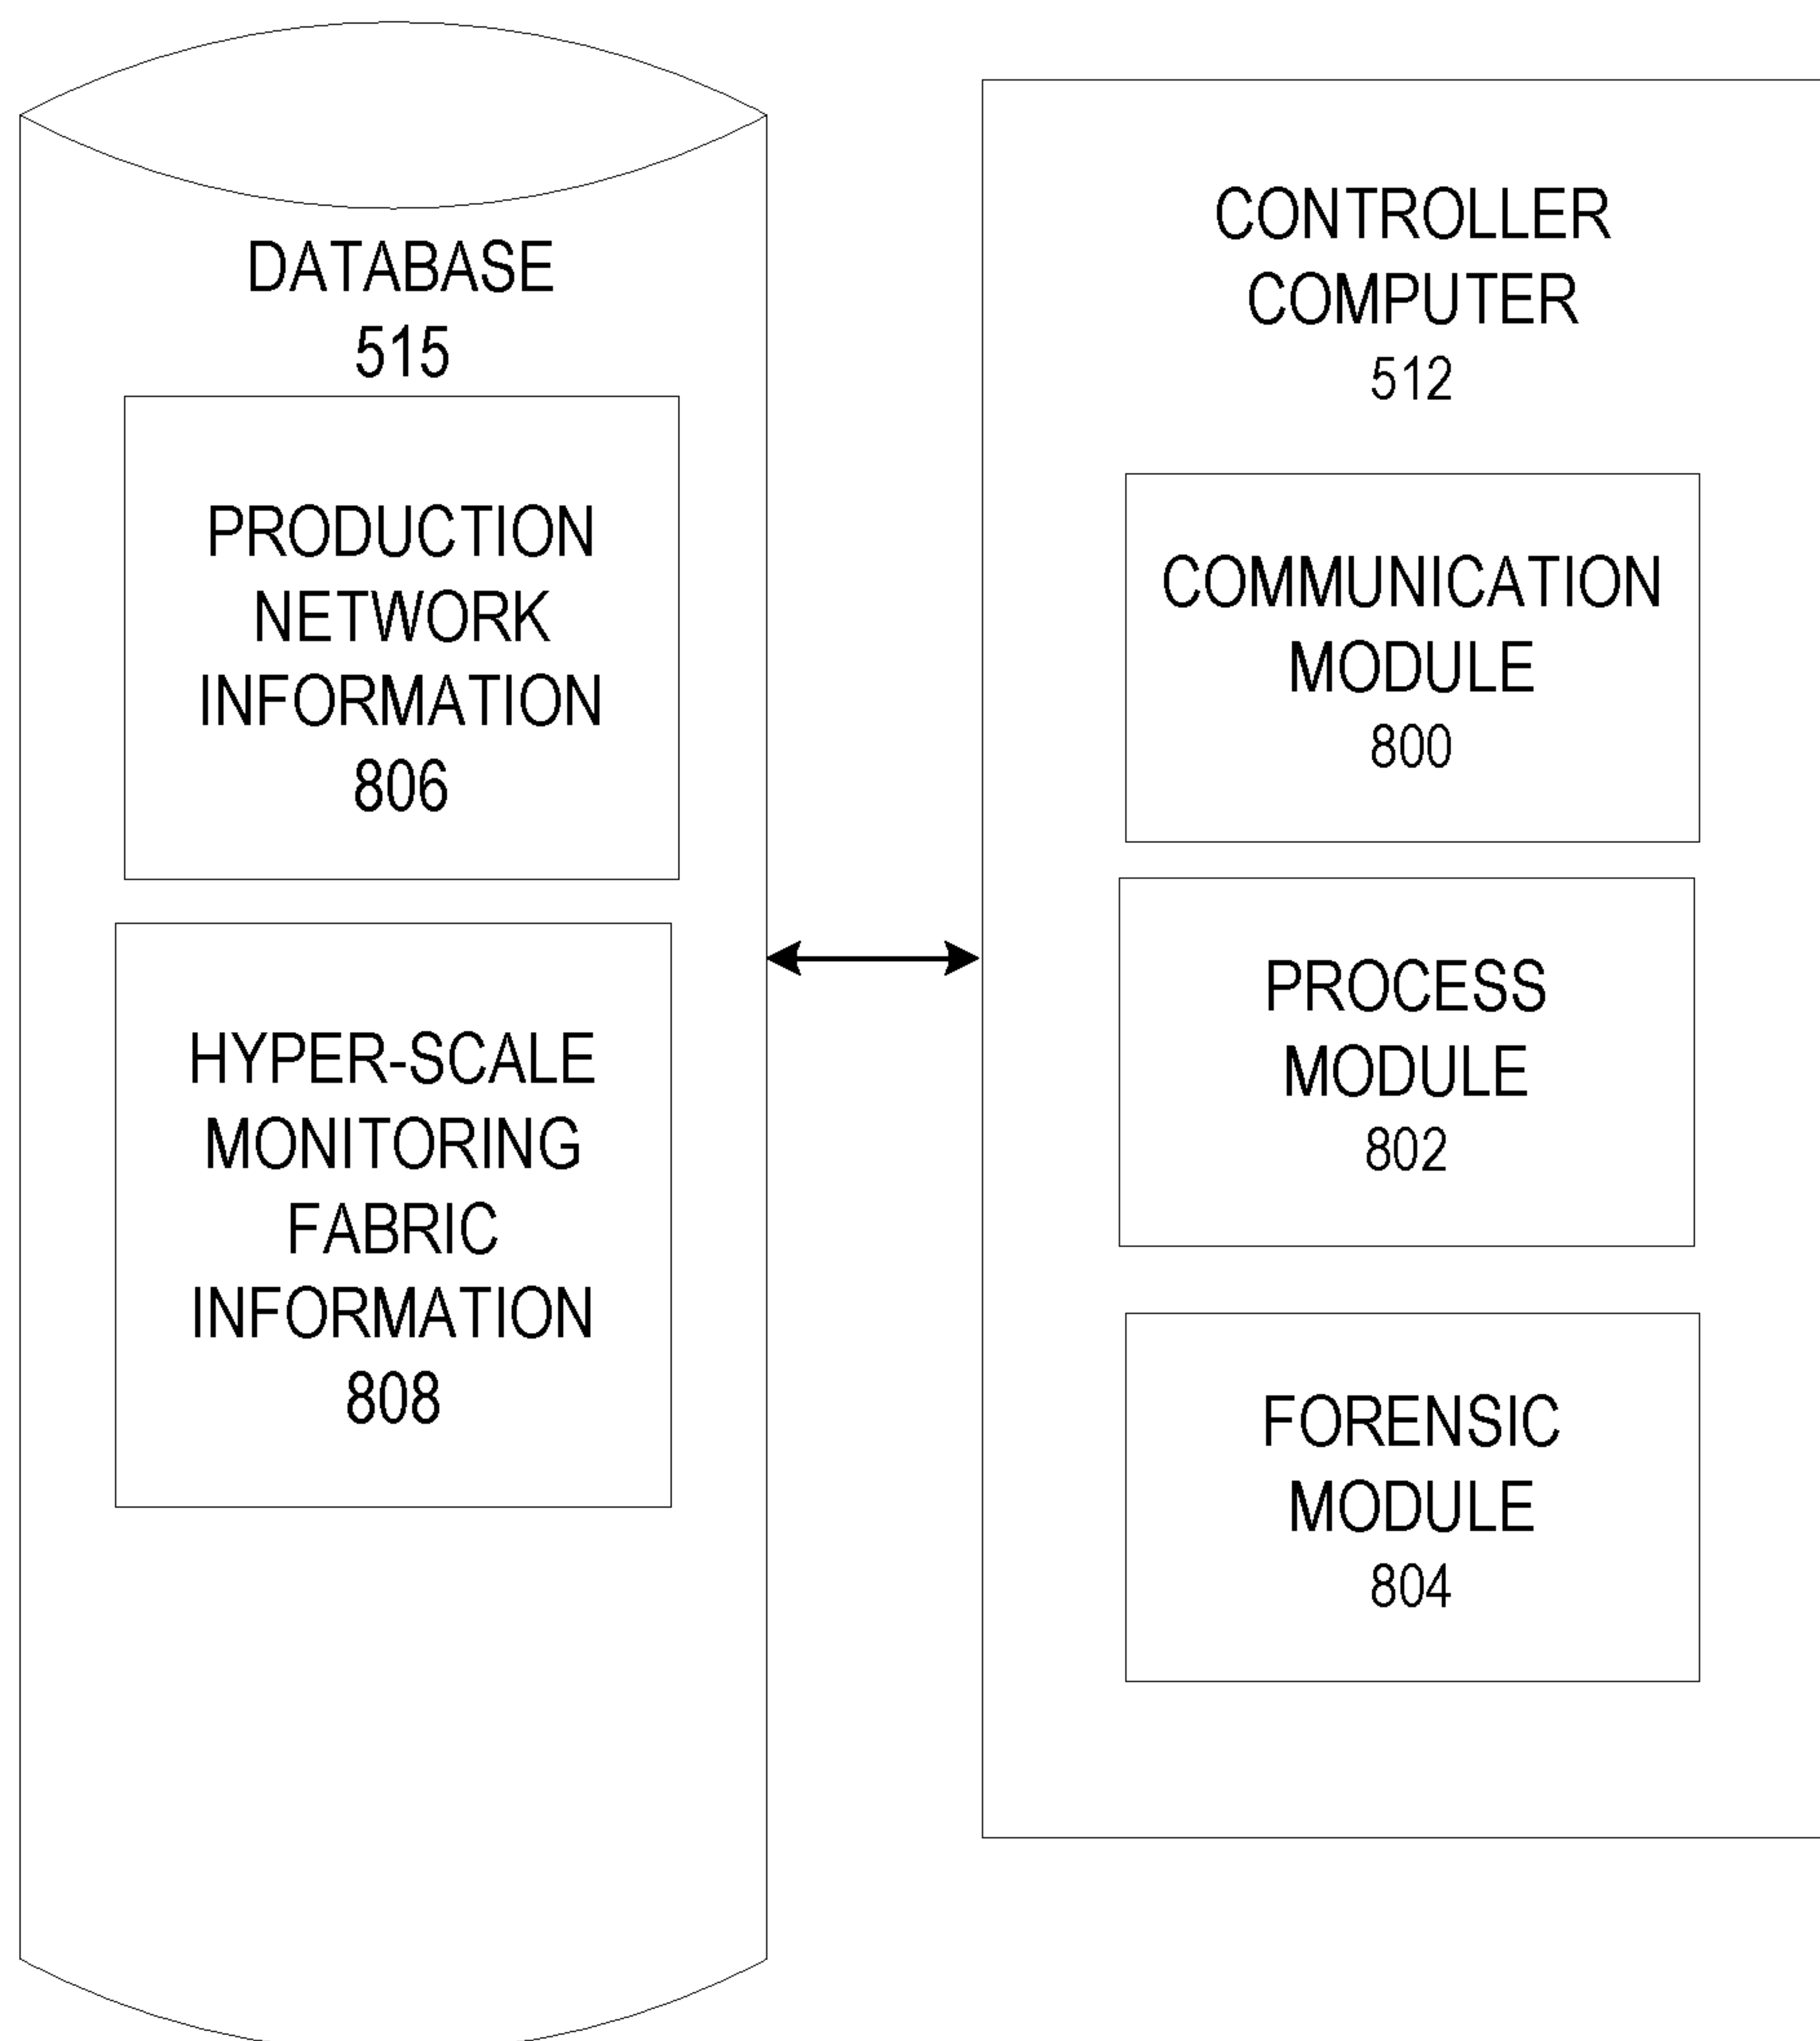 DATABASE
515
PRODUCTION
NETWORK
INFORMATION
806
HYPER-SCALE
MONITORING
FABRIC
INFORMATION
808
CONTROLLER
COMPUTER
512
COMMUNICATION
MODULE
800
PROCESS
MODULE
802
FORENSIC
MODULE
804